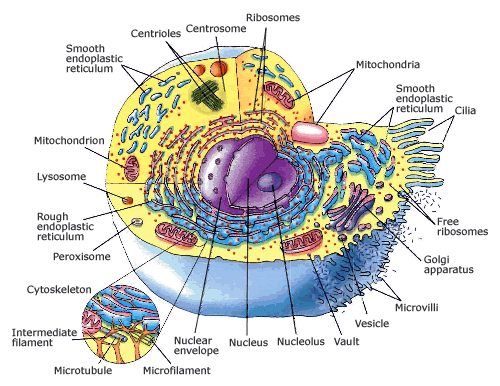 Ribosomes
Centrosome
Centrioles
Smooth
endoplastic
reticulum
Mitochondria
Smooth
endoplastic
reticulum
Cilia
Mitochondrion
Lysosome
Rough
endoplastic
reticulum
Peroxisome
Free
ribosomes
Golgi
apparatus
Cytoskeleton
Microvilli
Vesicle
Intermediate
filament
Nuclear
envelope
Nucleus
Nucleolus
Vault
Microtubule
Microfilament